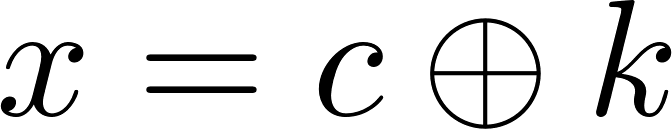 x = c ⊕ k